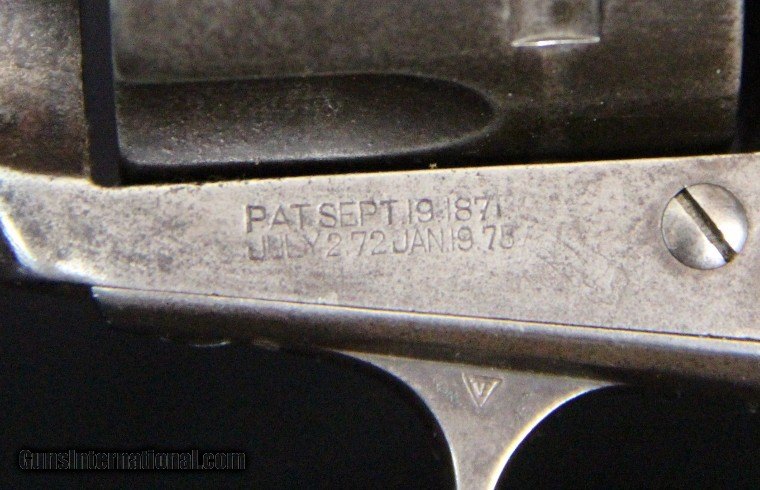 PAT. SEPT. 19. 1871
JULY 2. 72 JAN. 19. 75
V
GunsInternational.com